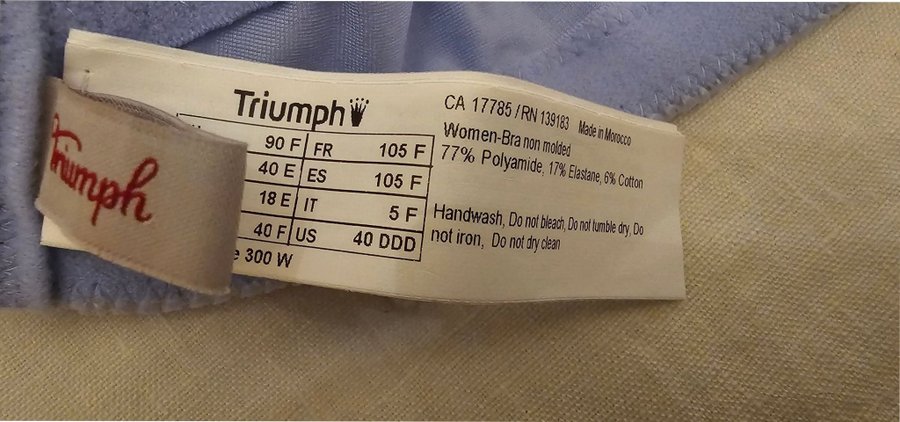 Triumph
Triumph
90 F FR 105 F
40 E ES 105 F
18 E IT 5 F
40 F US 40 DDD
300 W
CA 17785 / RN 139183 Made in Morocco
Women-Bra non molded
77% Polyamide, 17% Elastane, 6% Cotton
Handwash, Do not bleach, Do not tumble dry, Do
not iron, Do not dry clean